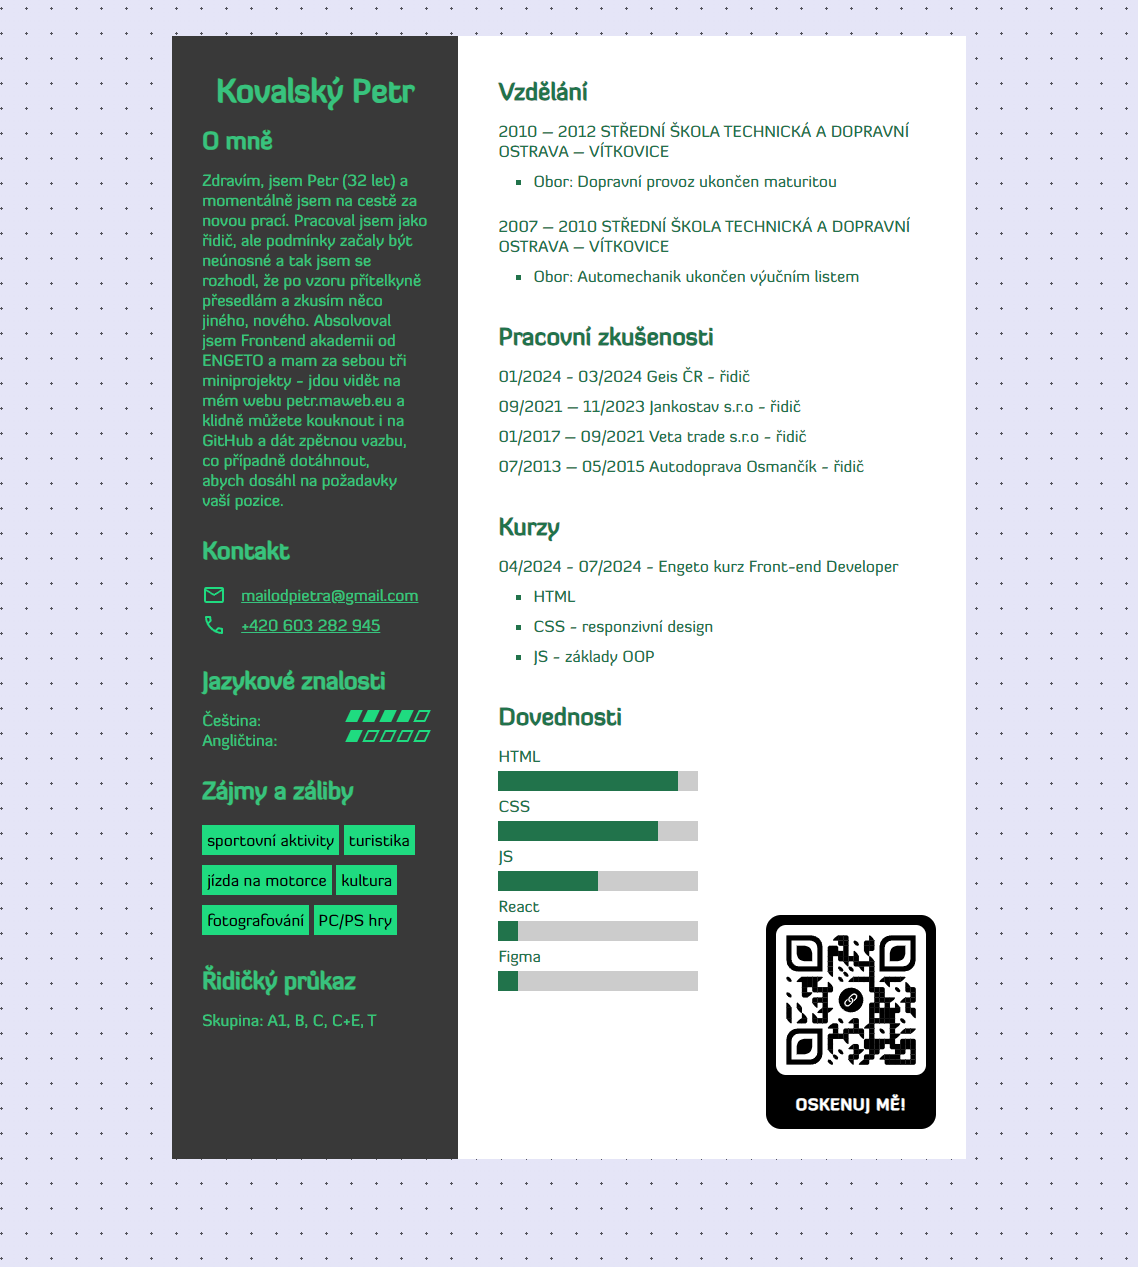 Kovalský Petr
O mně
Zdravím, jsem Petr (32 let) a
momentálně jsem na cestě za
novou prací. Pracoval jsem jako
řidič, ale podmínky začaly být
neúnosné a tak jsem se
rozhodl, že po vzoru přítelkyně
přesedlám a zkusím něco
jiného, nového. Absolvoval
jsem Frontend akademii od
ENGETO a mam za sebou tři
miniprojekty - jdou vidět na
mém webu petr.maweb.eu a
klidně můžete kouknout i na
GitHub a dát zpětnou vazbu,
co případně dotáhnout,
abych dosáhl na požadavky
vaší pozice.
Kontakt
mailodpietra@gmail.com
+420 603 282 945
Jazykové znalosti
Čeština:
Angličtina:
Zájmy a záliby
sportovní aktivity turistika
jízda na motorce kultura
fotografování PC/PS hry
Řidičký průkaz
Skupina: A1, B, C, C+E, T
Vzdělání
2010 – 2012 STŘEDNÍ ŠKOLA TECHNICKÁ A DOPRAVNÍ
OSTRAVA – VÍTKOVICE
Obor: Dopravní provoz ukončen maturitou
2007 – 2010 STŘEDNÍ ŠKOLA TECHNICKÁ A DOPRAVNÍ
OSTRAVA – VÍTKOVICE
Obor: Automechanik ukončen výučním listem
Pracovní zkušenosti
01/2024 - 03/2024 Geis ČR - řidič
09/2021 – 11/2023 Jankostav s.r.o - řidič
01/2017 – 09/2021 Veta trade s.r.o - řidič
07/2013 – 05/2015 Autodoprava Osmančík - řidič
Kurzy
04/2024 - 07/2024 - Engeto kurz Front-end Developer
HTML
CSS - responzivní design
JS - základy OOP
Dovednosti
HTML
CSS
JS
React
Figma
OSKENUJ MĚ!